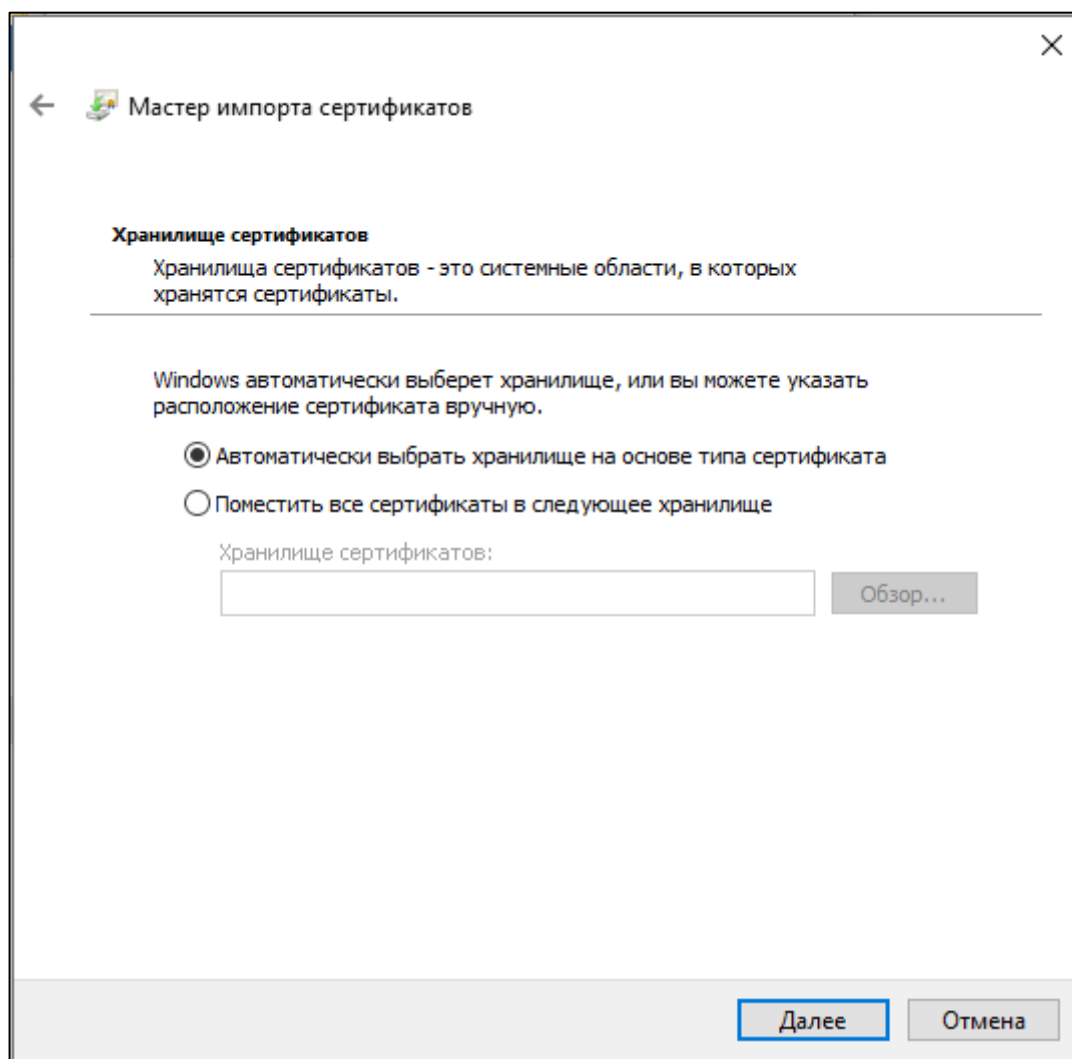 Мастер импорта сертификатов
Хранилище сертификатов
Хранилища сертификатов - это системные области, в которых
хранятся сертификаты.
Windows автоматически выберет хранилище, или вы можете указать
расположение сертификата вручную.
Автоматически выбрать хранилище на основе типа сертификата
Поместить все сертификаты в следующее хранилище
Хранилище сертификатов:
Обзор...
Далее
Отмена